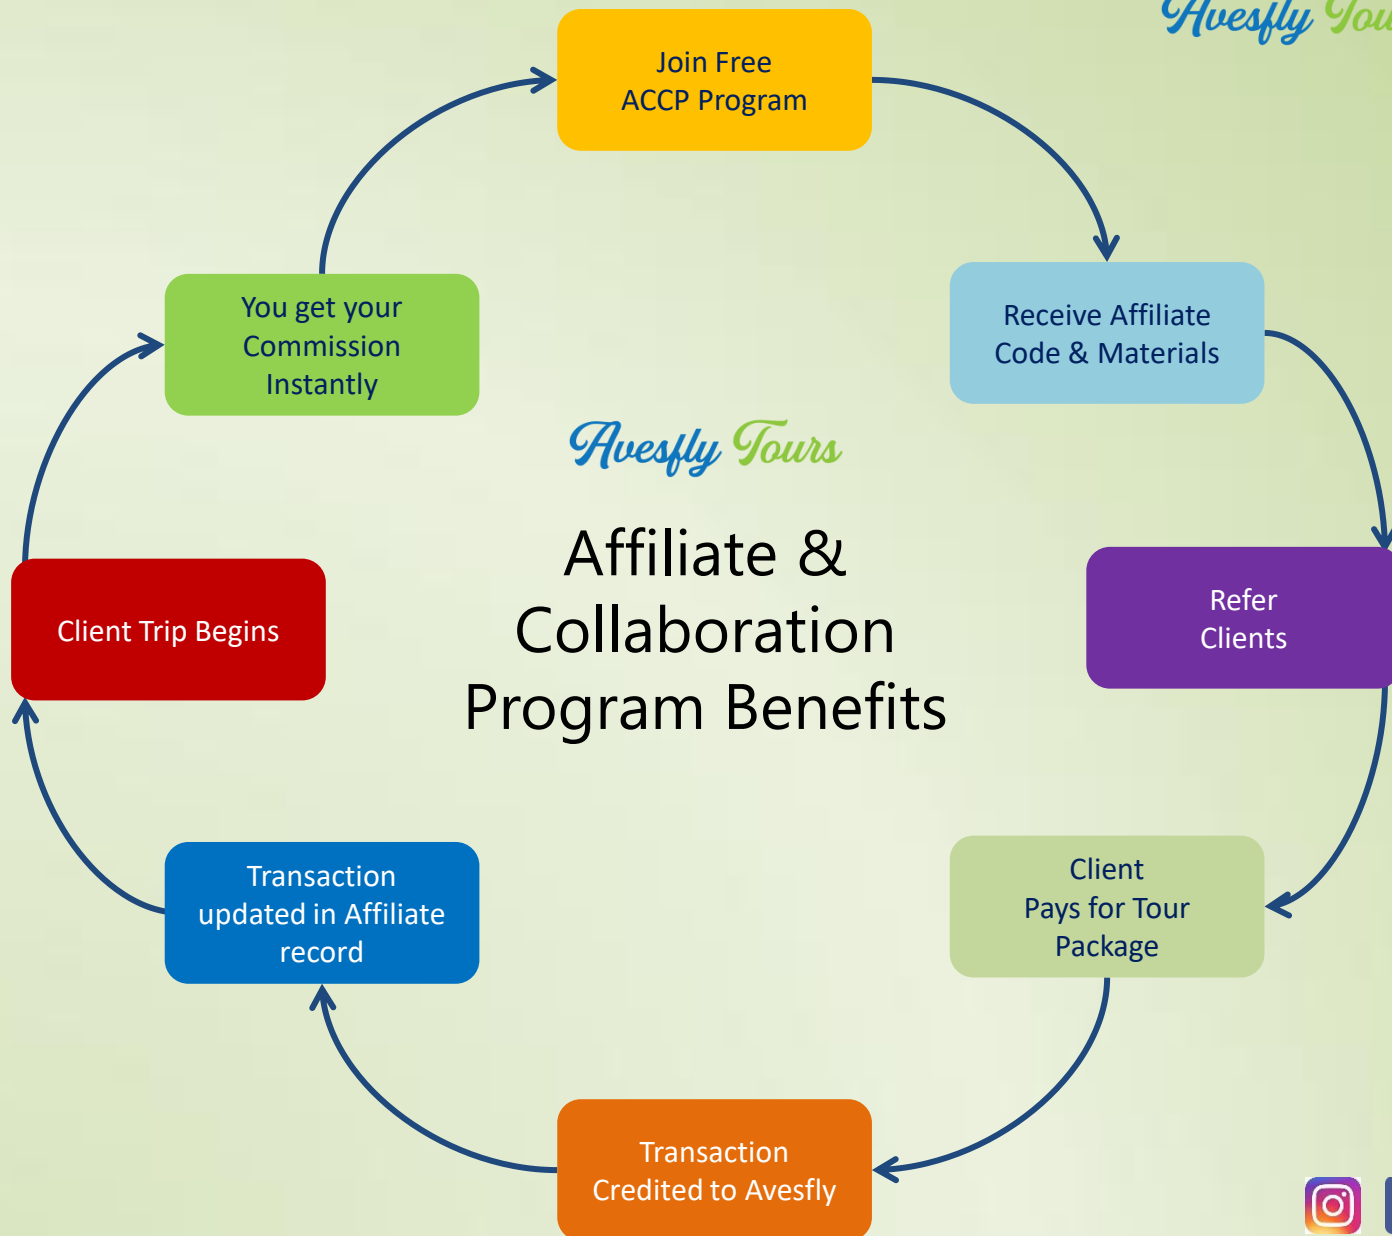 Avesfly
Join Free
ACCP Program
You get your
Commission
Instantly
Receive Affiliate
Code & Materials
Avesfly Tours
Affiliate &
Collaboration
Program Benefits
Client Trip Begins
Refer
Clients
Transaction
updated in Affiliate
record
Client
Pays for Tour
Package
Transaction
Credited to Avesfly